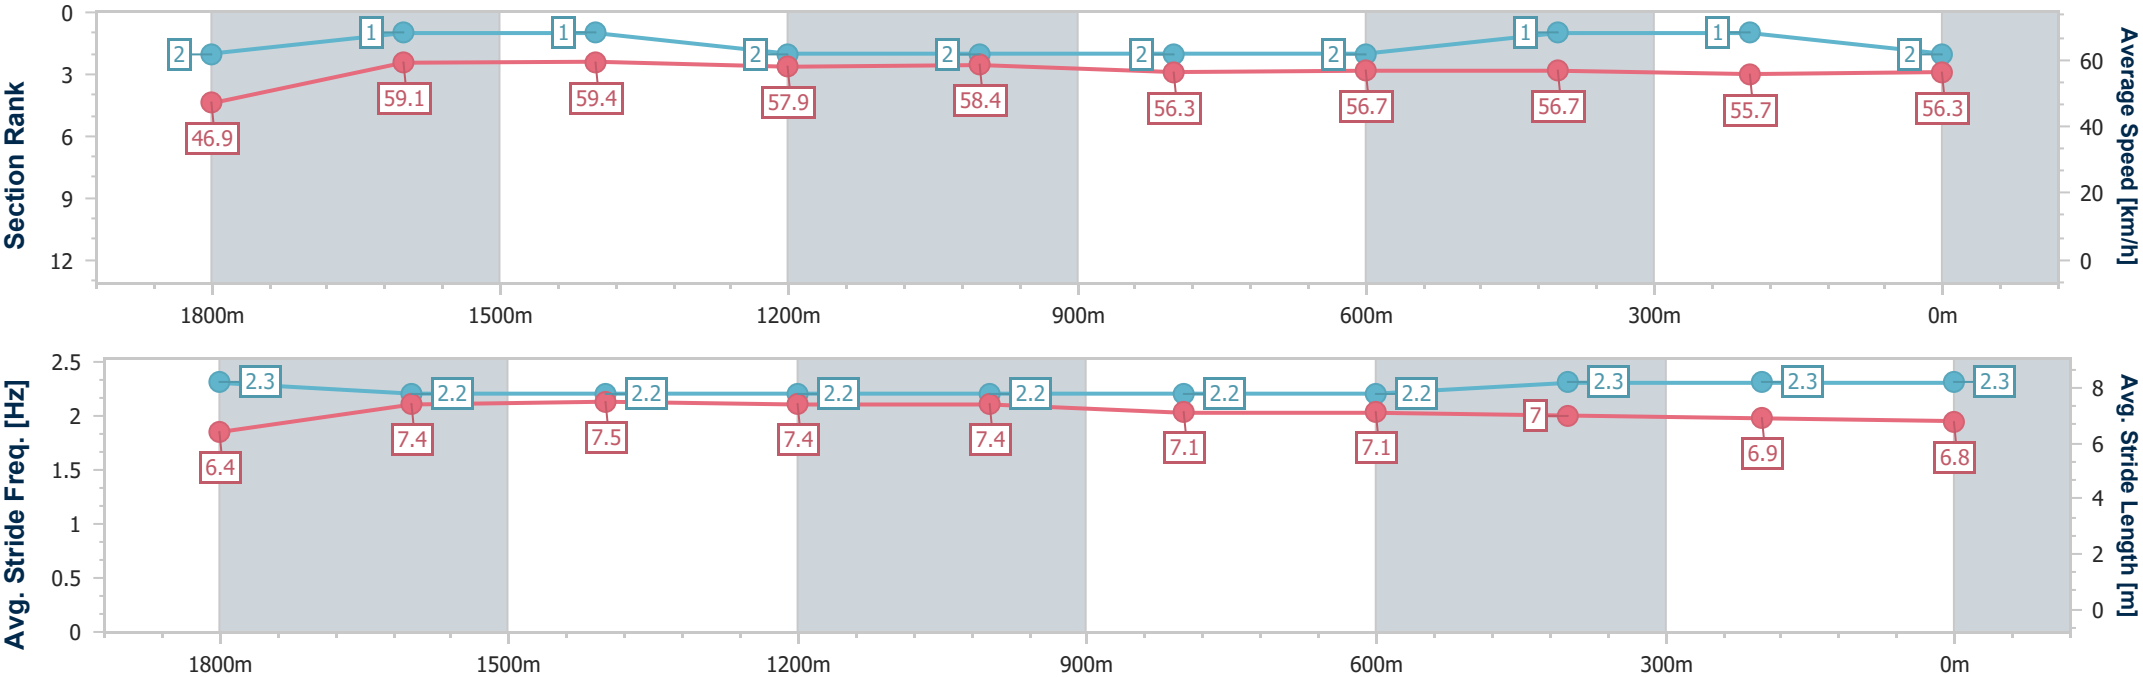 Section Rank
0
3
6
9
12
2 1 1 2 2 2 2 1 1 2
46.9 59.1 59.4 57.9 58.4 56.3 56.7 56.7 55.7 56.3
60
40
20
0
Average Speed [km/h]
1800m 1500m 1200m 900m 600m 300m 0m
Avg. Stride Freq. [Hz]
2.5
2
1.5
1
0.5
0
2.3 2.2 2.2 2.2 2.2 2.2 2.2 2.3 2.3 2.3
6.4 7.4 7.5 7.4 7.4 7.1 7.1 7 6.9 6.8
8
6
4
2
0
Avg. Stride Length [m]
1800m 1500m 1200m 900m 600m 300m 0m